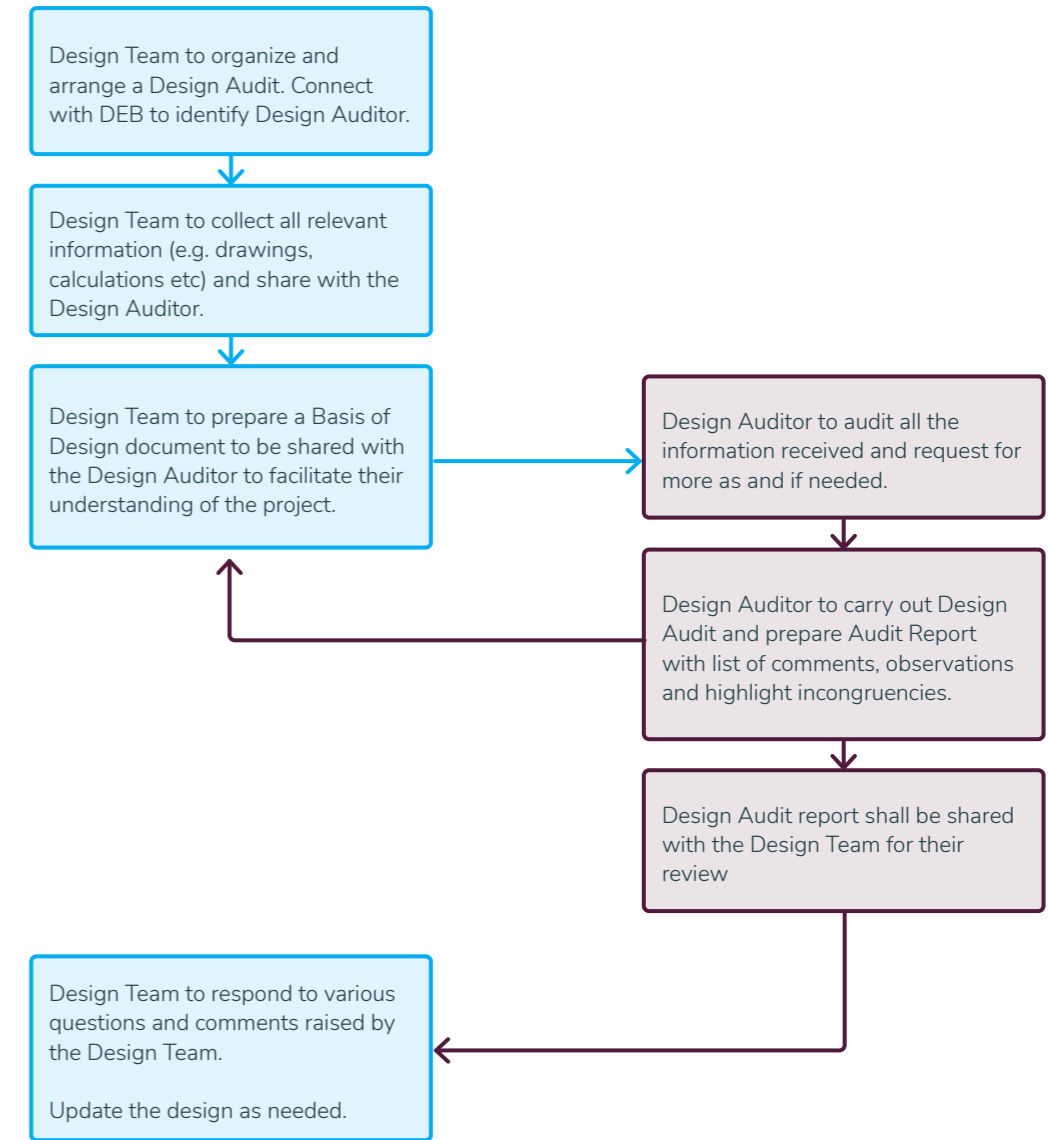 Design Team to organize and
arrange a Design Audit. Connect
with DEB to identify Design Auditor.
Design Team to collect all relevant
information (e.g. drawings,
calculations etc) and share with the
Design Auditor.
Design Team to prepare a Basis of
Design document to be shared with
the Design Auditor to facilitate their
understanding of the project.
Design Auditor to audit all the
information received and request for
more as and if needed.
Design Auditor to carry out Design
Audit and prepare Audit Report
with list of comments, observations
and highlight incongruencies.
Design Audit report shall be shared
with the Design Team for their
review
Design Team to respond to various
questions and comments raised by
the Design Team.
Update the design as needed.